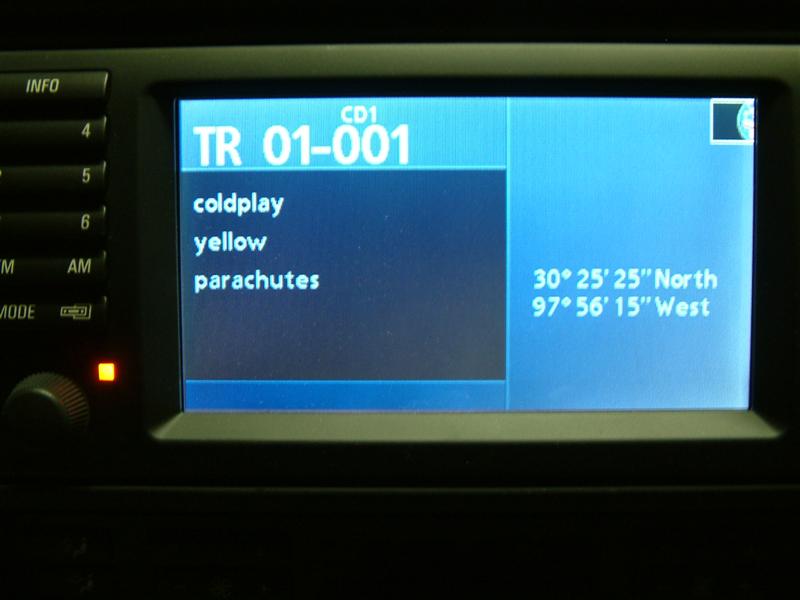 INFO
4
5
6
AM
MODE
CD1
TR 01-001
coldplay
yellow
parachutes
30° 25' 25" North
97° 56' 15" West